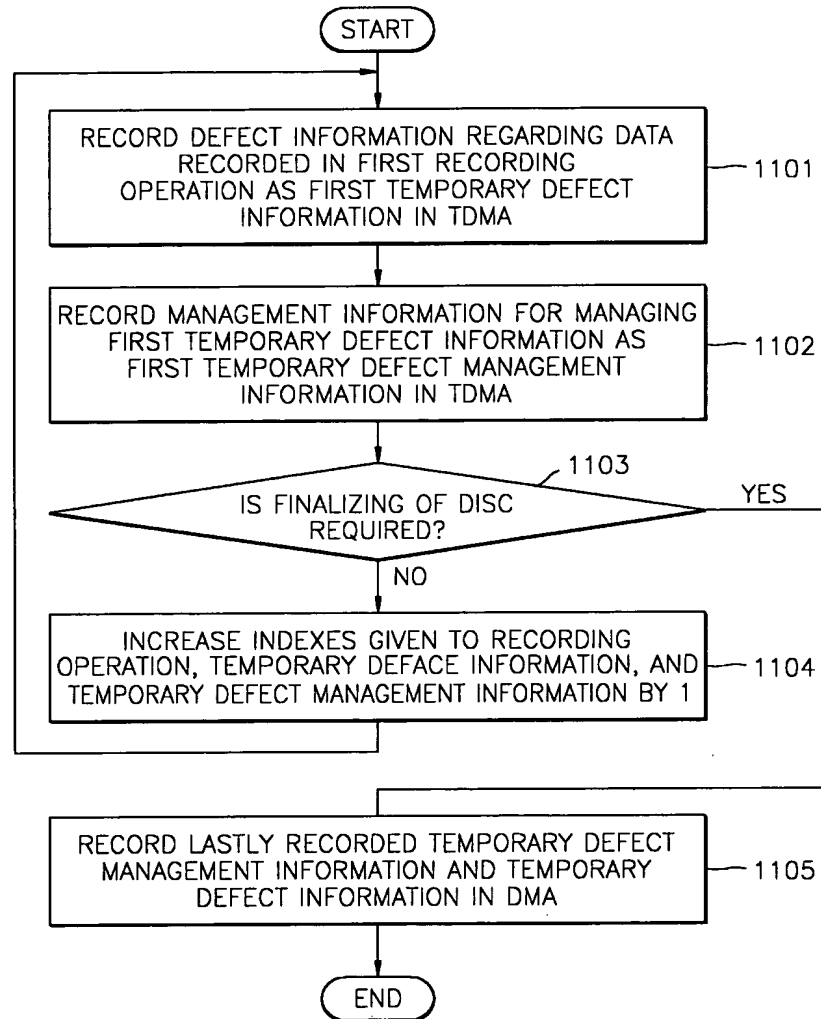 START
RECORD DEFECT INFORMATION REGARDING DATA
RECORDED IN FIRST RECORDING
OPERATION AS FIRST TEMPORARY DEFECT
INFORMATION IN TDMA
1101
RECORD MANAGEMENT INFORMATION FOR MANAGING
FIRST TEMPORARY DEFECT INFORMATION AS
FIRST TEMPORARY DEFECT MANAGEMENT
INFORMATION IN TDMA
1102
1103
IS FINALIZING OF DISC
REQUIRED?
YES
NO
INCREASE INDEXES GIVEN TO RECORDING
OPERATION, TEMPORARY DEFACE INFORMATION, AND
TEMPORARY DEFECT MANAGEMENT INFORMATION BY 1
1104
RECORD LASTLY RECORDED TEMPORARY DEFECT
MANAGEMENT INFORMATION AND TEMPORARY
DEFECT INFORMATION IN DMA
1105
END